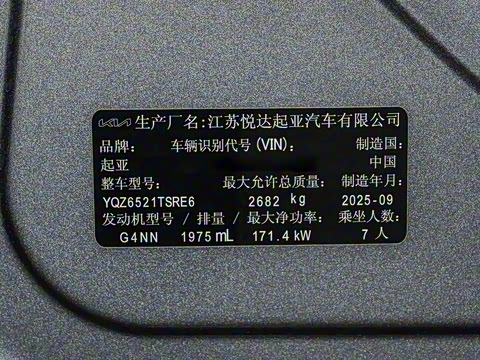 KIA 生产厂名:江苏悦达起亚汽车有限公司
品牌: 车辆识别代号(VIN): 制造国:
起亚 中国
整车型号: 最大允许总质量: 制造年月:
YQZ6521TSRE6 2682 kg 2025-09
发动机型号/排量/最大净功率: 乘坐人数:
G4NN 1975 mL 171.4 kW 7 人